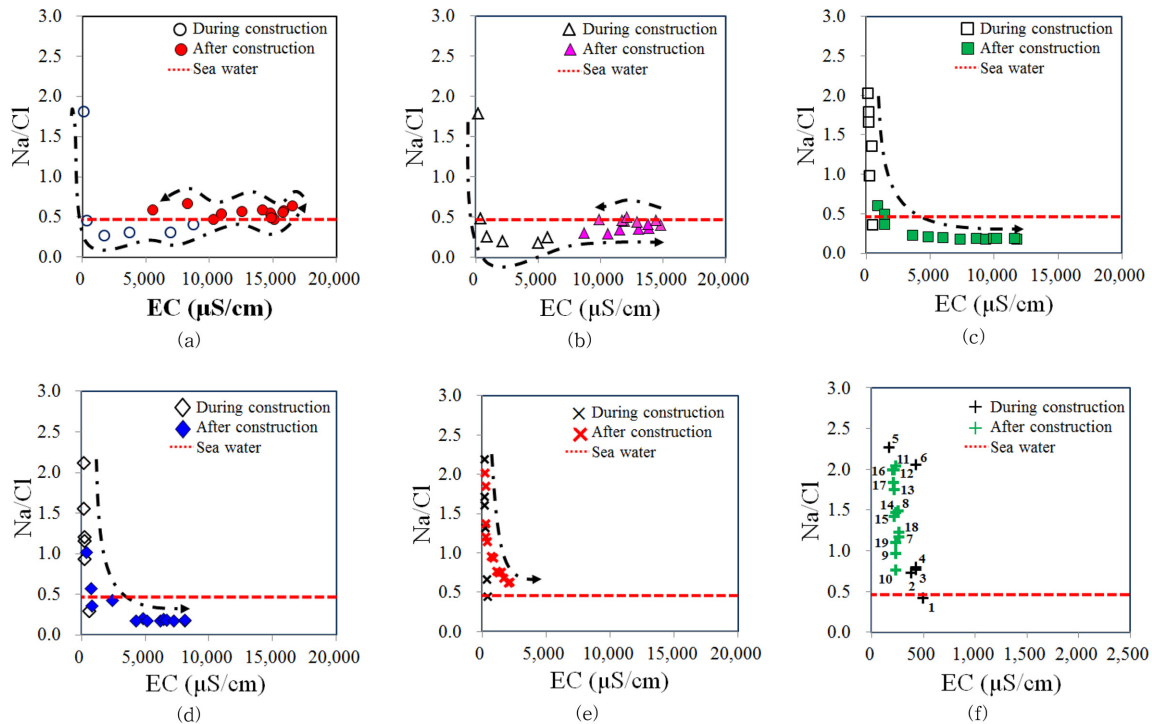 3.0
2.5
2.0
1.5
1.0
0.5
0.0
Na/Cl
During construction
After construction
Sea water
0
5,000
10,000
15,000
20,000
EC (μS/cm)
(a)
3.0
2.5
2.0
1.5
1.0
0.5
0.0
Na/Cl
During construction
After construction
Sea water
0
5,000
10,000
15,000
20,000
EC (μS/cm)
(b)
3.0
2.5
2.0
1.5
1.0
0.5
0.0
Na/Cl
During construction
After construction
Sea water
0
5,000
10,000
15,000
20,000
EC (μS/cm)
(c)
3.0
2.5
2.0
1.5
1.0
0.5
0.0
Na/Cl
During construction
After construction
Sea water
0
5,000
10,000
15,000
20,000
EC (μS/cm)
(d)
3.0
2.5
2.0
1.5
1.0
0.5
0.0
Na/Cl
During construction
After construction
Sea water
0
5,000
10,000
15,000
20,000
EC (μS/cm)
(e)
3.0
2.5
2.0
1.5
1.0
0.5
0.0
Na/Cl
During construction
After construction
Sea water
5
11
6
16
12
17
13
14
8
15
18
19
7
9
4
10
3
2
1
0
500
1,000
1,500
2,000
2,500
EC (μS/cm)
(f)